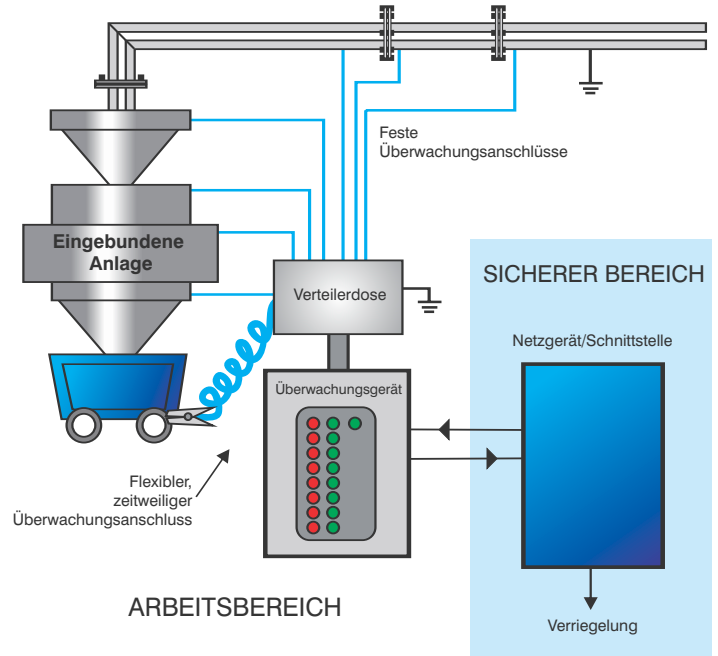 Feste
Überwachungsanschlüsse
Eingebundene
Anlage
Verteilerdose
SICHERER BEREICH
Netzgerät/Schnittstelle
Überwachungsgerät
Flexibler,
zeitweiliger
Überwachungsanschluss
ARBEITSBEREICH
Verriegelung